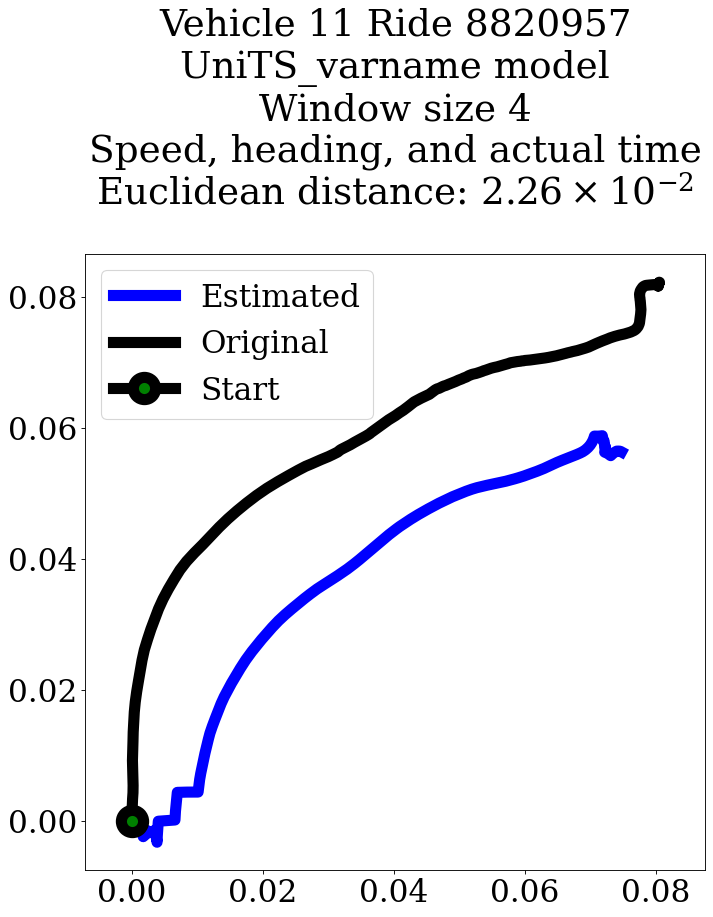 Vehicle 11 Ride 8820957
UniTS_varname model
Window size 4
Speed, heading, and actual time
Euclidean distance: 2.26 × 10⁻²
Estimated
Original
Start
0.08
0.06
0.04
0.02
0.00
0.00 0.02 0.04 0.06 0.08